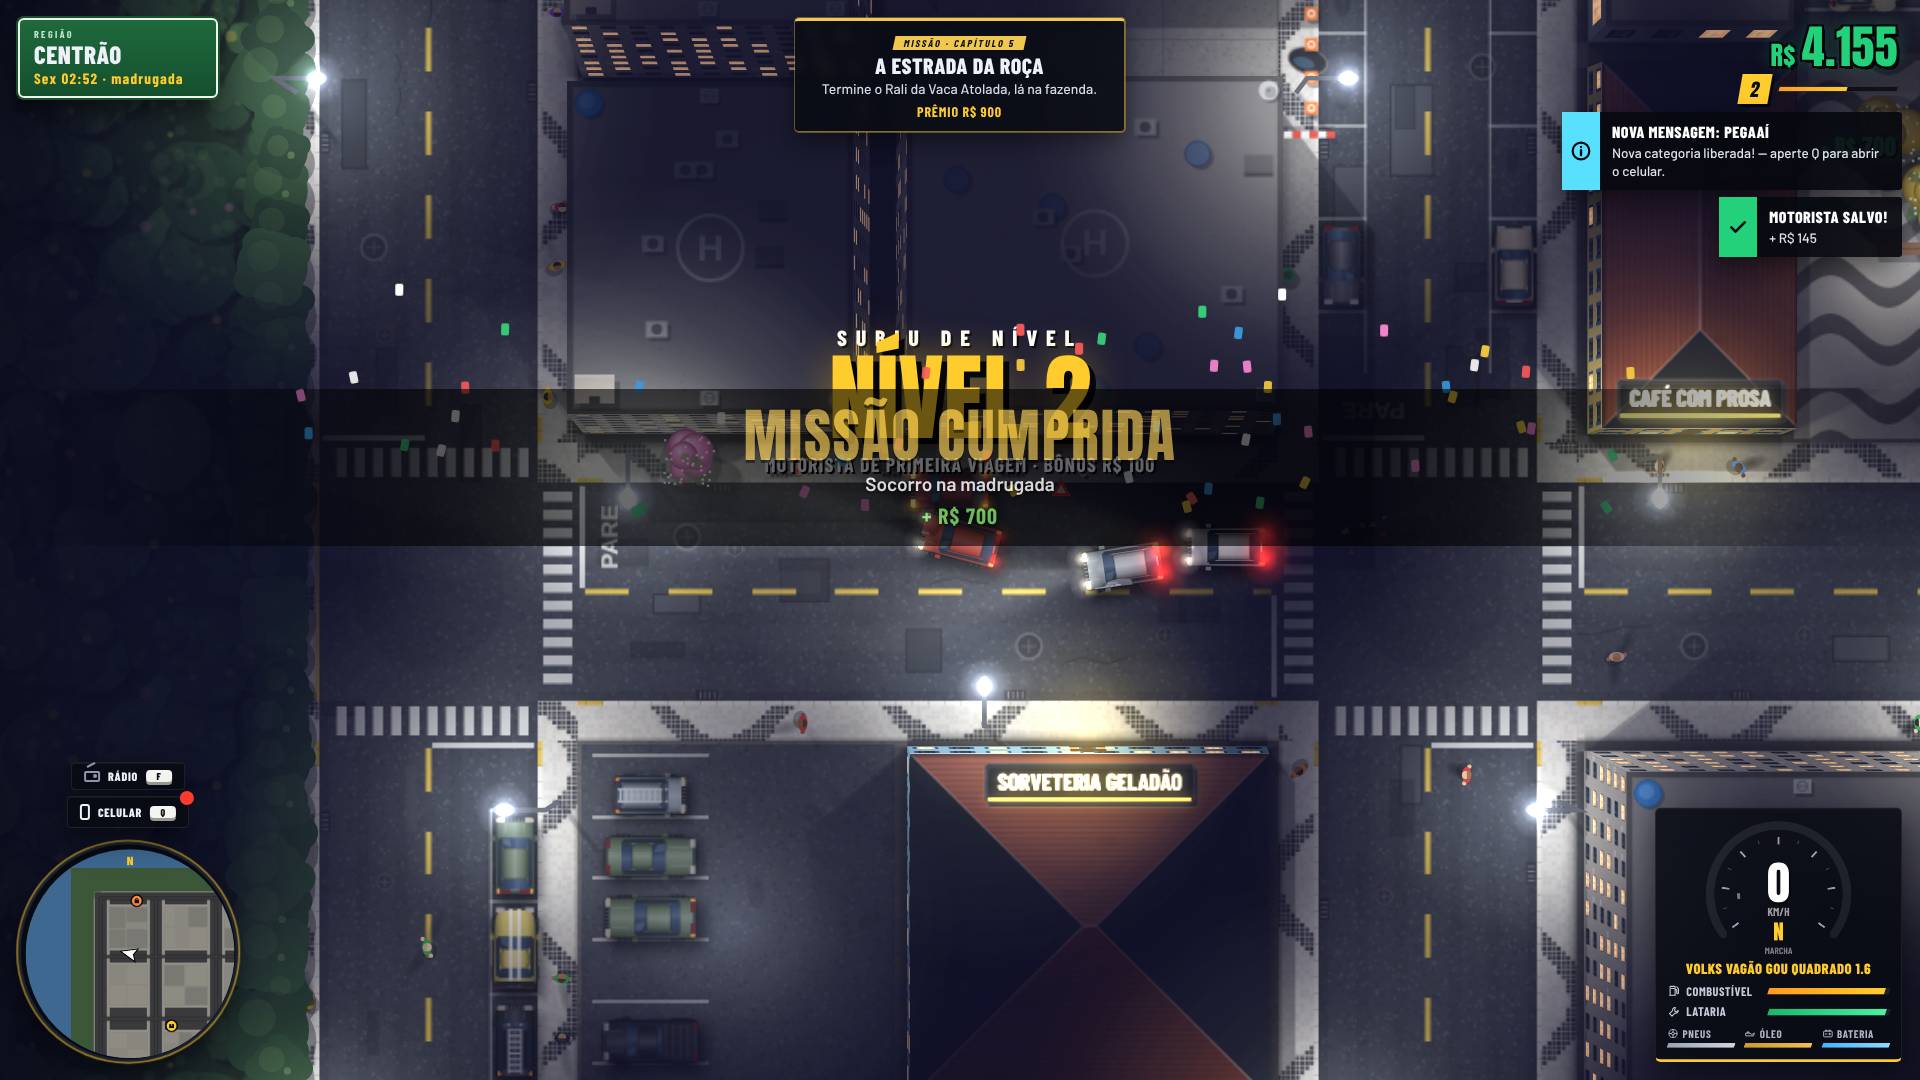 REGIÃO
CENTRÃO
Sex 02:52 · madrugada
MISSÃO · CAPÍTULO 5
A ESTRADA DA ROÇA
Termine o Rali da Vaca Atolada, lá na fazenda.
PRÊMIO R$ 900
R$ 4.155
2
NOVA MENSAGEM: PEGAAÍ
Nova categoria liberada! — aperte Q para abrir
o celular.
MOTORISTA SALVO!
+ R$ 145
H
H
SUBIU DE NÍVEL
NÍVEL 2
MISSÃO CUMPRIDA
MOTORISTA DE PRIMEIRA VIAGEM · BÔNUS R$ 100
Socorro na madrugada
+ R$ 700
PARE
PARE
CAFÉ COM PROSA
SORVETERIA GELADÃO
RÁDIO F
CELULAR Q
N
0
KM/H
N
MARCHA
VOLKS VAGÃO GOU QUADRADO 1.6
COMBUSTÍVEL
LATARIA
PNEUS ÓLEO BATERIA